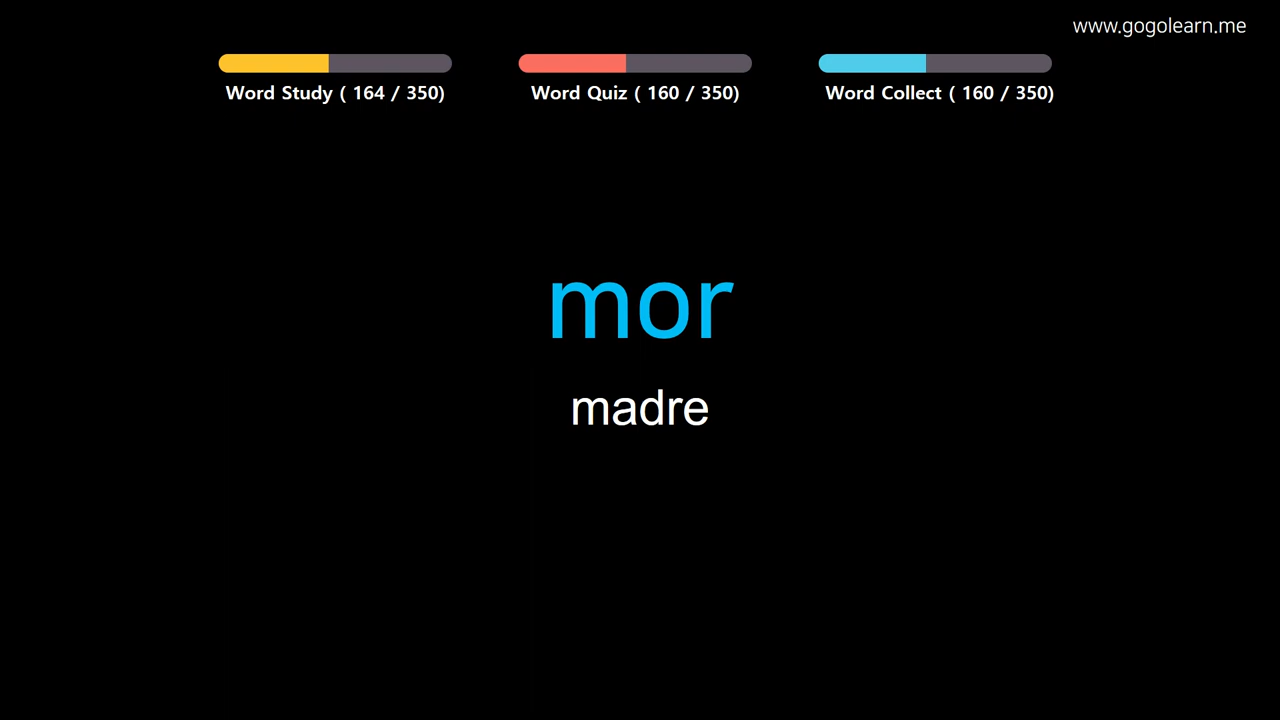 www.gogolearn.me
Word Study ( 164 / 350)
Word Quiz ( 160 / 350)
Word Collect ( 160 / 350)
mor
madre